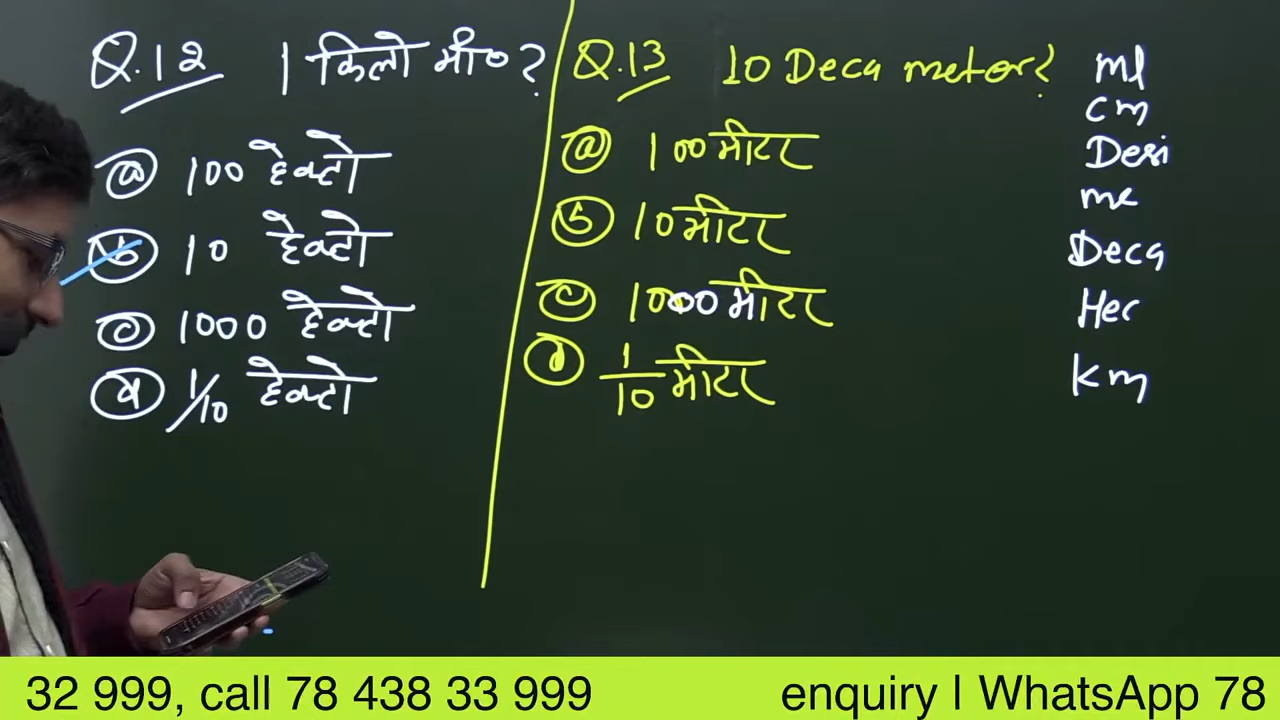 Q.12 1 किलो मी० ?
ⓐ 100 हेक्टो
ⓑ 10 हेक्टो
ⓒ 1000 हेक्टो
ⓓ 1/10 हेक्टो
Q.13 10 Deca metor?
ⓐ 100 मीटर
ⓑ 10 मीटर
ⓒ 1000 मीटर
ⓓ 1/10 मीटर
ml
cm
Desi
me
Deca
Hec
km
32 999, call 78 438 33 999 enquiry I WhatsApp 78